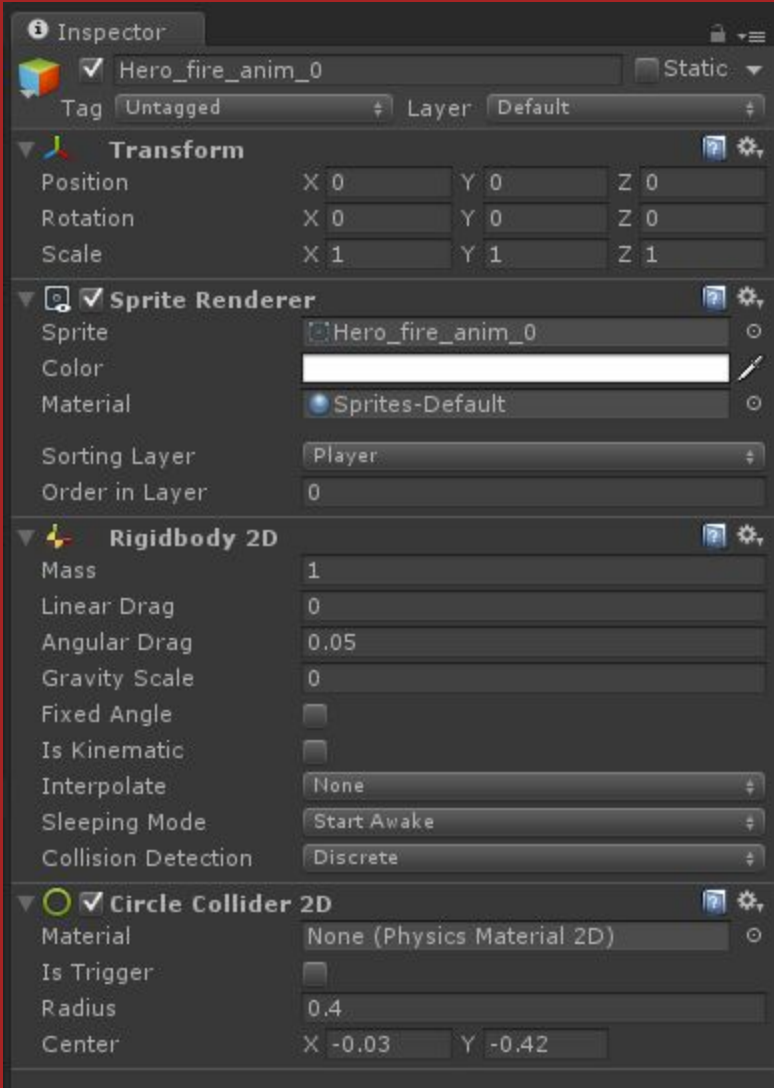 Inspector
Hero_fire_anim_0 Static
Tag Untagged Layer Default
Transform
Position X 0 Y 0 Z 0
Rotation X 0 Y 0 Z 0
Scale X 1 Y 1 Z 1
Sprite Renderer
Sprite Hero_fire_anim_0
Color
Material Sprites-Default
Sorting Layer Player
Order in Layer 0
Rigidbody 2D
Mass 1
Linear Drag 0
Angular Drag 0.05
Gravity Scale 0
Fixed Angle
Is Kinematic
Interpolate None
Sleeping Mode Start Awake
Collision Detection Discrete
Circle Collider 2D
Material None (Physics Material 2D)
Is Trigger
Radius 0.4
Center X -0.03 Y -0.42